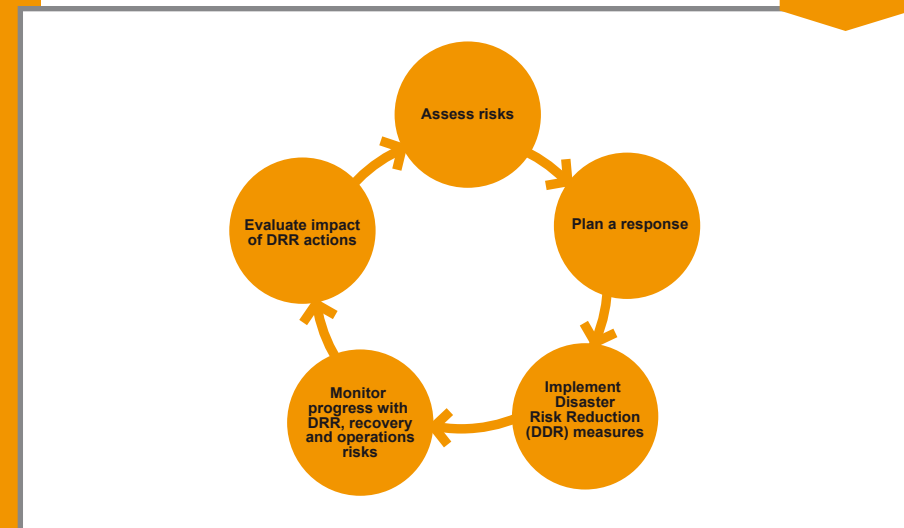 Assess risks
Plan a response
Implement
Disaster
Risk Reduction
(DDR) measures
Monitor
progress with
DRR, recovery
and operations
risks
Evaluate impact
of DRR actions